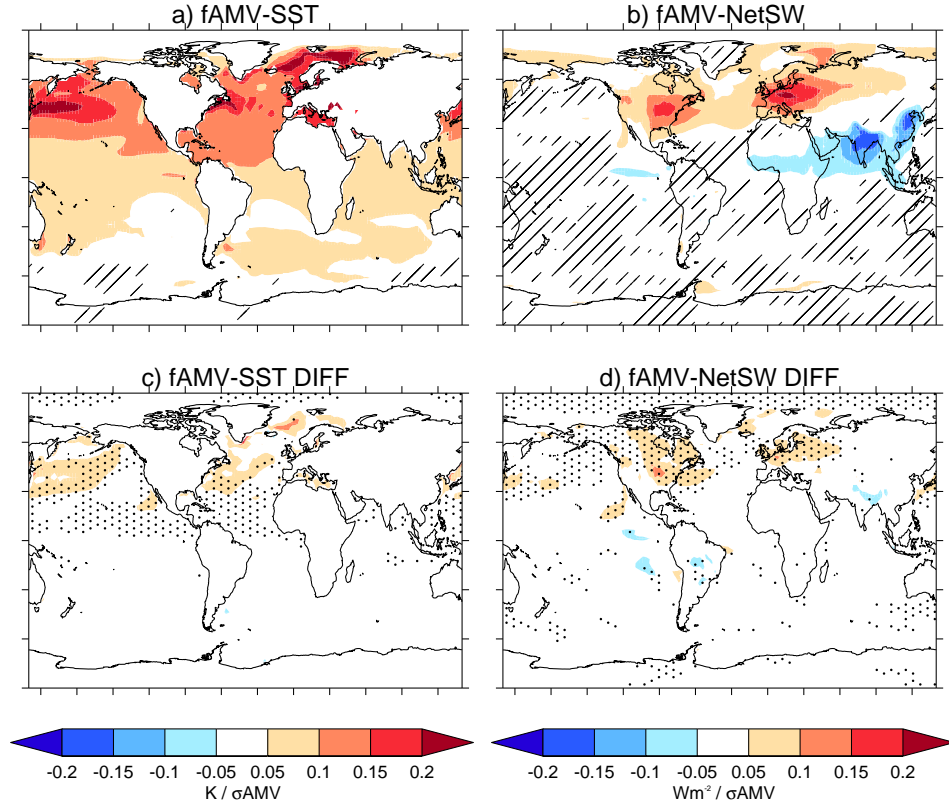 a) fAMV-SST
b) fAMV-NetSW
c) fAMV-SST DIFF
d) fAMV-NetSW DIFF
-0.2 -0.15 -0.1 -0.05 0.05 0.1 0.15 0.2
K / σAMV
-0.2 -0.15 -0.1 -0.05 0.05 0.1 0.15 0.2
Wm⁻² / σAMV